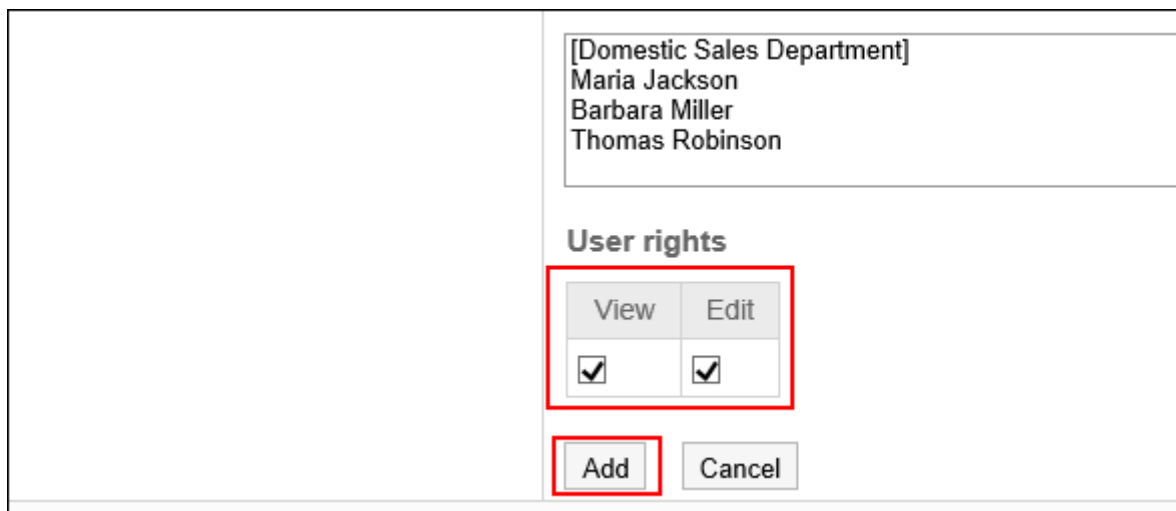 [Domestic Sales Department]
Maria Jackson
Barbara Miller
Thomas Robinson
User rights
View Edit
Add Cancel